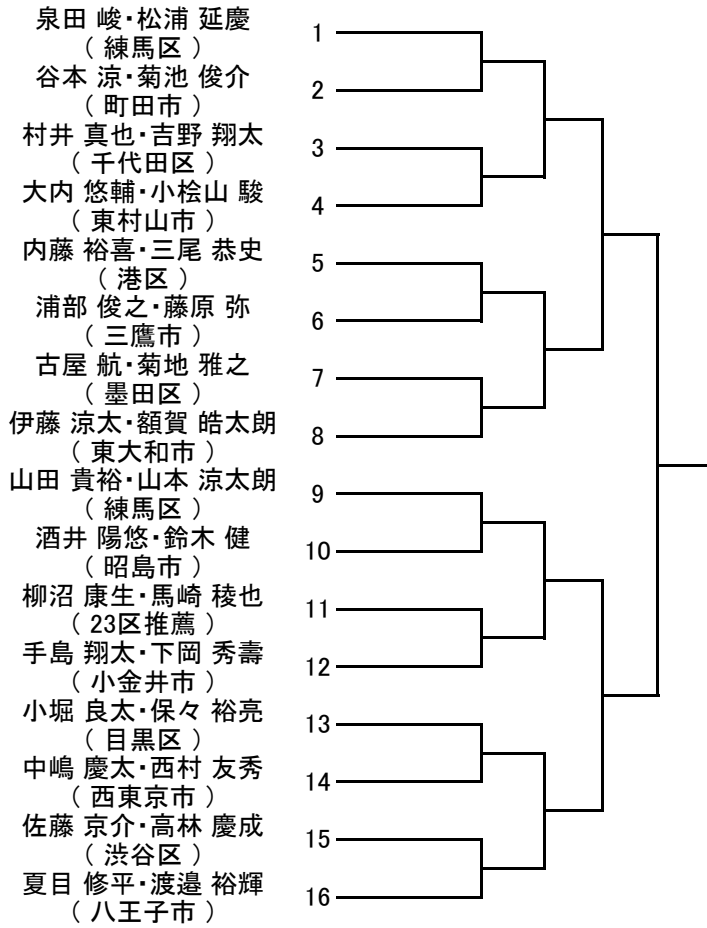 泉田 峻・松浦 延慶
( 練馬区 )
1
谷本 涼・菊池 俊介
( 町田市 )
2
村井 真也・吉野 翔太
( 千代田区 )
3
大内 悠輔・小桧山 駿
( 東村山市 )
4
内藤 裕喜・三尾 恭史
( 港区 )
5
浦部 俊之・藤原 弥
( 三鷹市 )
6
古屋 航・菊地 雅之
( 墨田区 )
7
伊藤 涼太・額賀 皓太朗
( 東大和市 )
8
山田 貴裕・山本 涼太朗
( 練馬区 )
9
酒井 陽悠・鈴木 健
( 昭島市 )
10
柳沼 康生・馬崎 稜也
( 23区推薦 )
11
手島 翔太・下岡 秀壽
( 小金井市 )
12
小堀 良太・保々 裕亮
( 目黒区 )
13
中嶋 慶太・西村 友秀
( 西東京市 )
14
佐藤 京介・高林 慶成
( 渋谷区 )
15
夏目 修平・渡邉 裕輝
( 八王子市 )
16